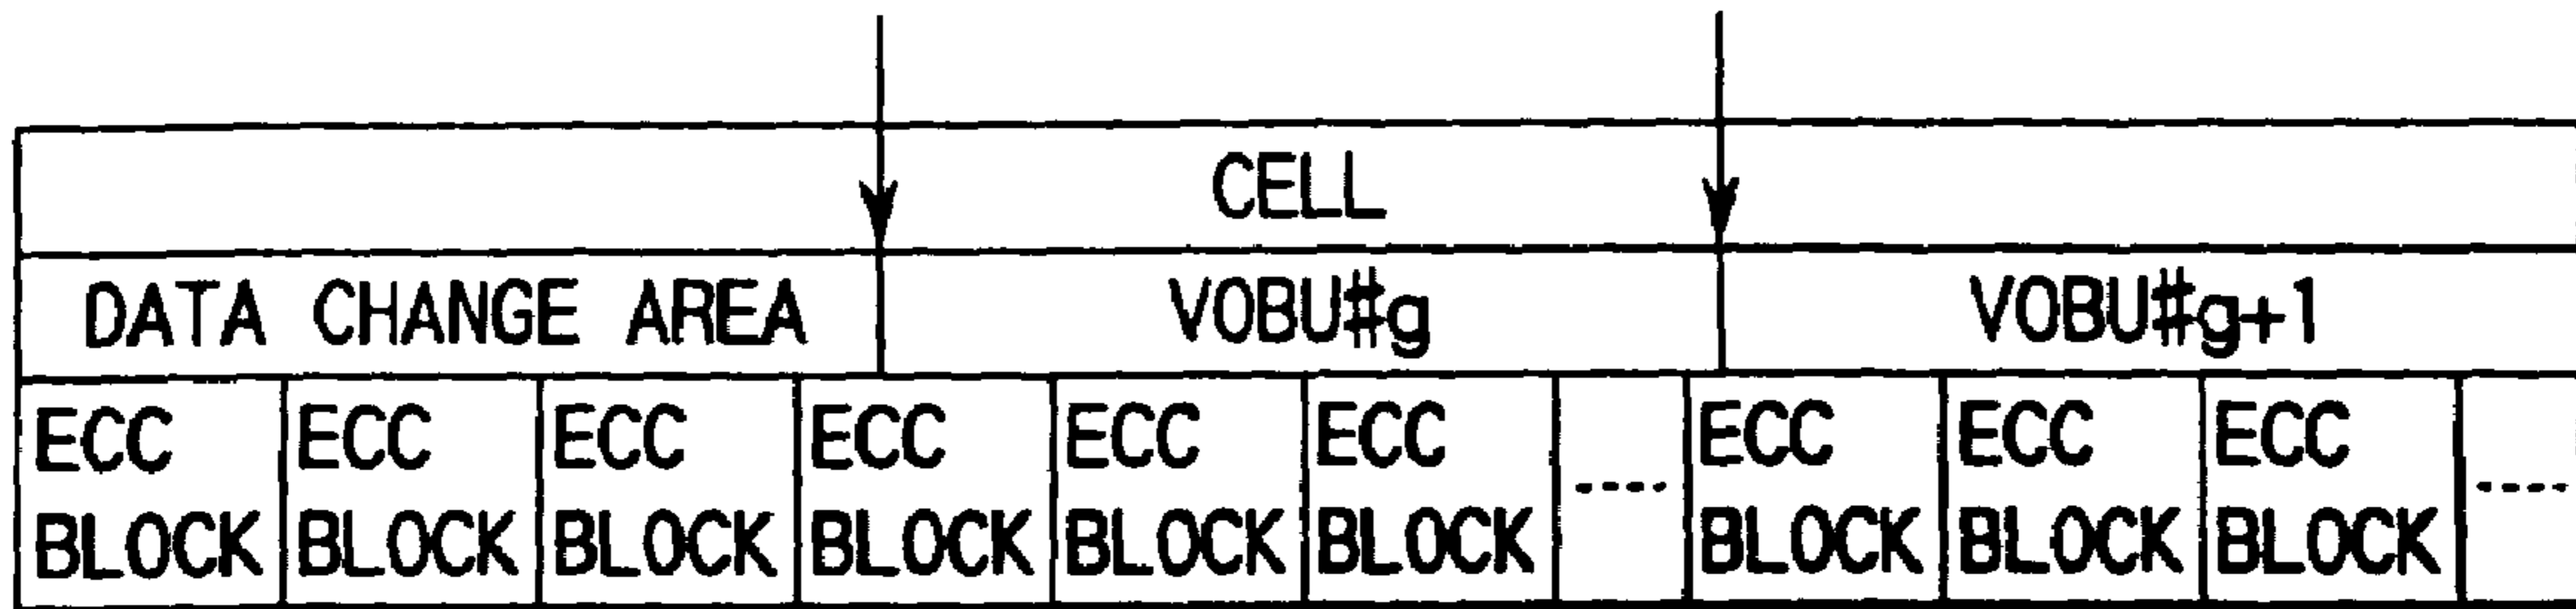 CELL
DATA CHANGE AREA VOBU#g VOBU#g+1
ECC ECC ECC ECC ECC ECC ECC ECC ECC
BLOCK BLOCK BLOCK BLOCK BLOCK BLOCK ---- BLOCK BLOCK BLOCK ----